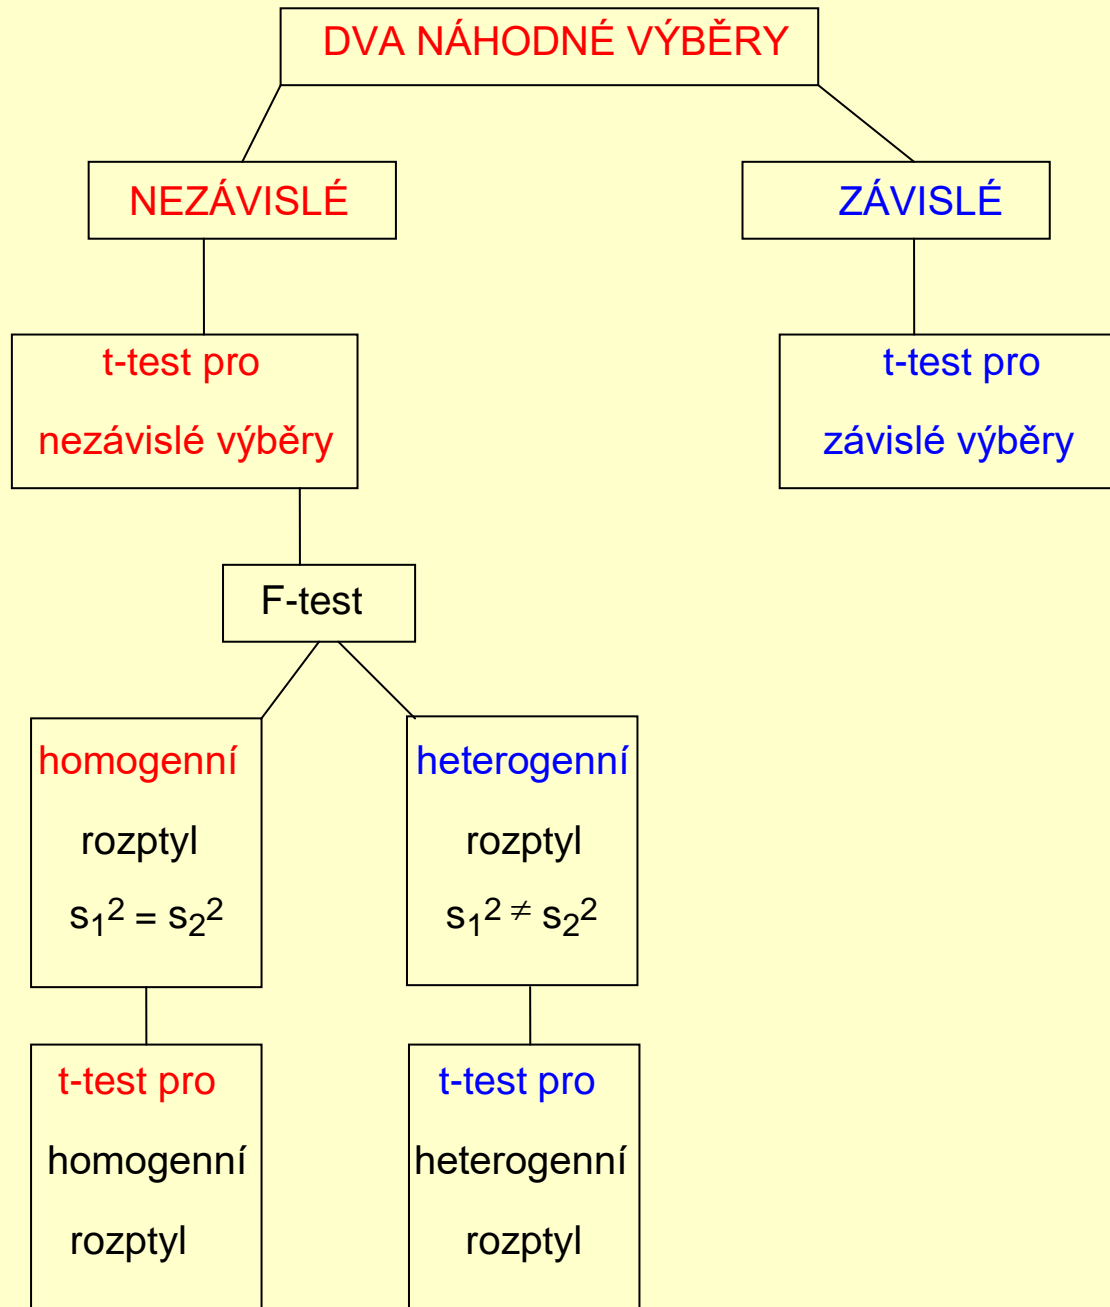 DVA NÁHODNÉ VÝBĚRY
NEZÁVISLÉ
ZÁVISLÉ
t-test pro
nezávislé výběry
t-test pro
závislé výběry
F-test
homogenní
rozptyl
s₁² = s₂²
heterogenní
rozptyl
s₁² ≠ s₂²
t-test pro
homogenní
rozptyl
t-test pro
heterogenní
rozptyl